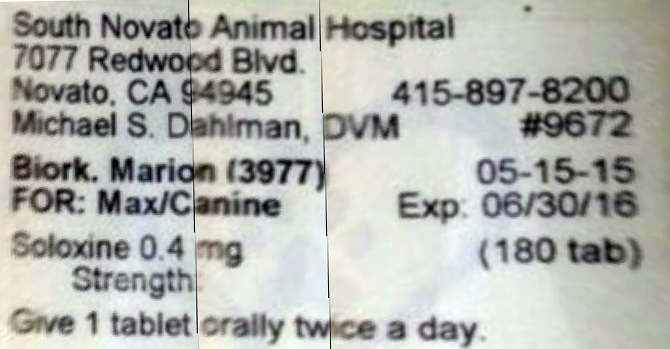 South Novato Animal Hospital
7077 Redwood Blvd.
Novato, CA 94945 415-897-8200
Michael S. Dahlman, DVM #9672
Biork, Marion (3977) 05-15-15
FOR: Max/Canine Exp: 06/30/16
Soloxine 0.4 mg (180 tab)
Strength:
Give 1 tablet orally twice a day.